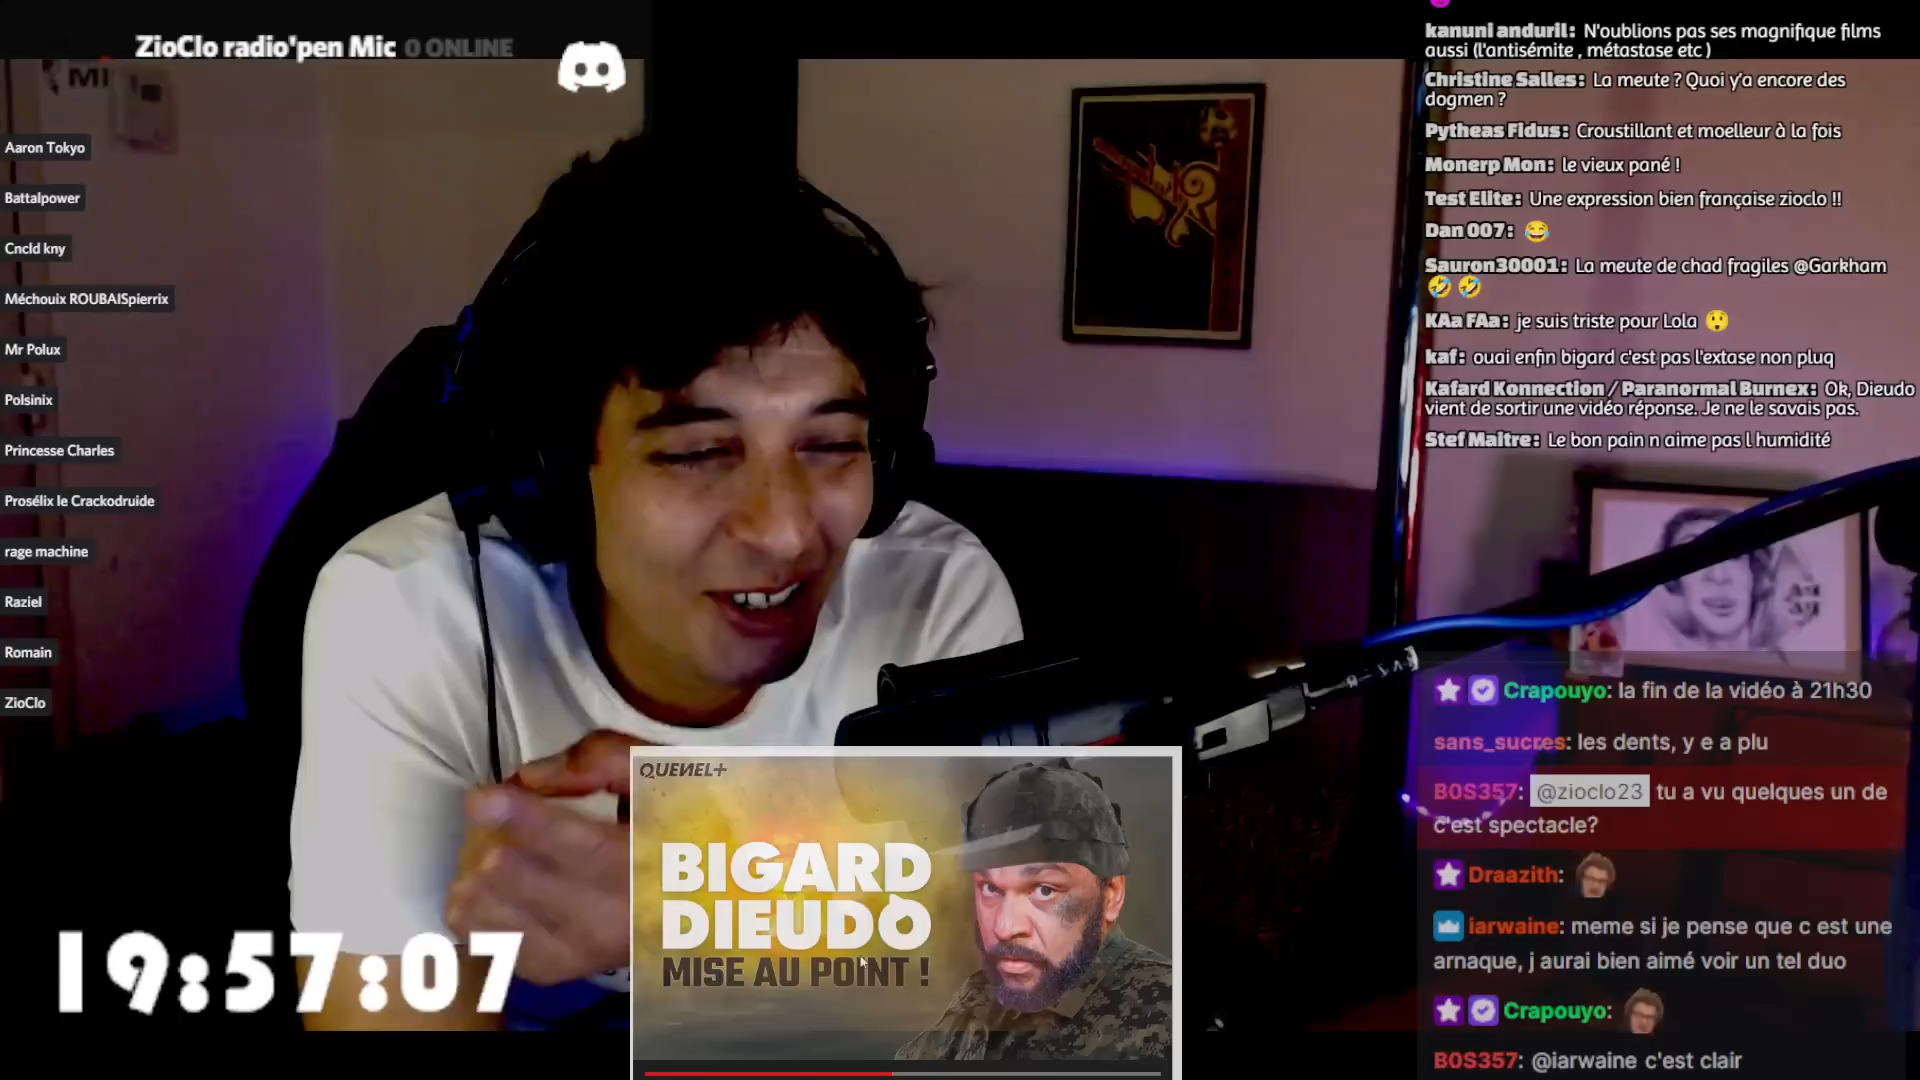 ZioClo radio'pen Mic 0 ONLINE
MI
Aaron Tokyo
Battalpower
Cncld kny
Méchouix ROUBAISpierrix
Mr Polux
Polsinix
Princesse Charles
Prosélix le Crackodruide
rage machine
Raziel
Romain
ZioClo
19:57:07
QUENEL+
BIGARD
DIEUDO
MISE AU POINT !
kanuni anduril: N'oublions pas ses magnifique films
aussi (l'antisémite , métastase etc )
Christine Salles: La meute ? Quoi y'a encore des
dogmen ?
Pytheas Fidus: Croustillant et moelleur à la fois
Monerp Mon: le vieux pané !
Test Elite: Une expression bien française zioclo !!
Dan 007: 😂
Sauron30001: La meute de chad fragiles @Garkham
🤣 🤣
KAa FAa: je suis triste pour Lola 😲
kaf: ouai enfin bigard c'est pas l'extase non pluq
Kafard Konnection / Paranormal Burnex: Ok, Dieudo
vient de sortir une vidéo réponse. Je ne le savais pas.
Stef Maitre: Le bon pain n aime pas l humidité
Crapouyo: la fin de la vidéo à 21h30
sans_sucres: les dents, y e a plu
B0S357: @zioclo23 tu a vu quelques un de
c'est spectacle?
Draazith:
iarwaine: meme si je pense que c est une
arnaque, j aurai bien aimé voir un tel duo
Crapouyo:
B0S357: @iarwaine c'est clair